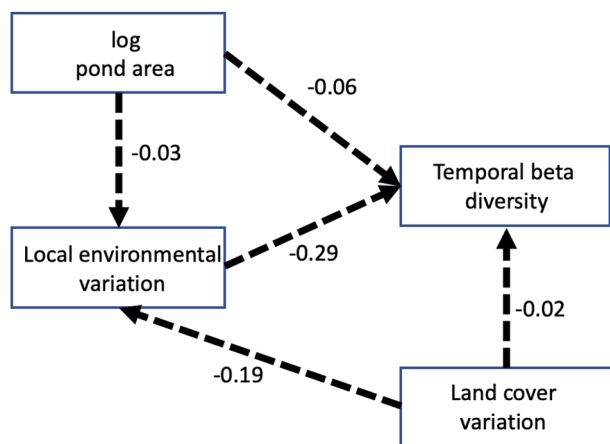 log
pond area
-0.06
-0.03
Temporal beta
diversity
Local environmental
variation
-0.29
-0.02
-0.19
Land cover
variation